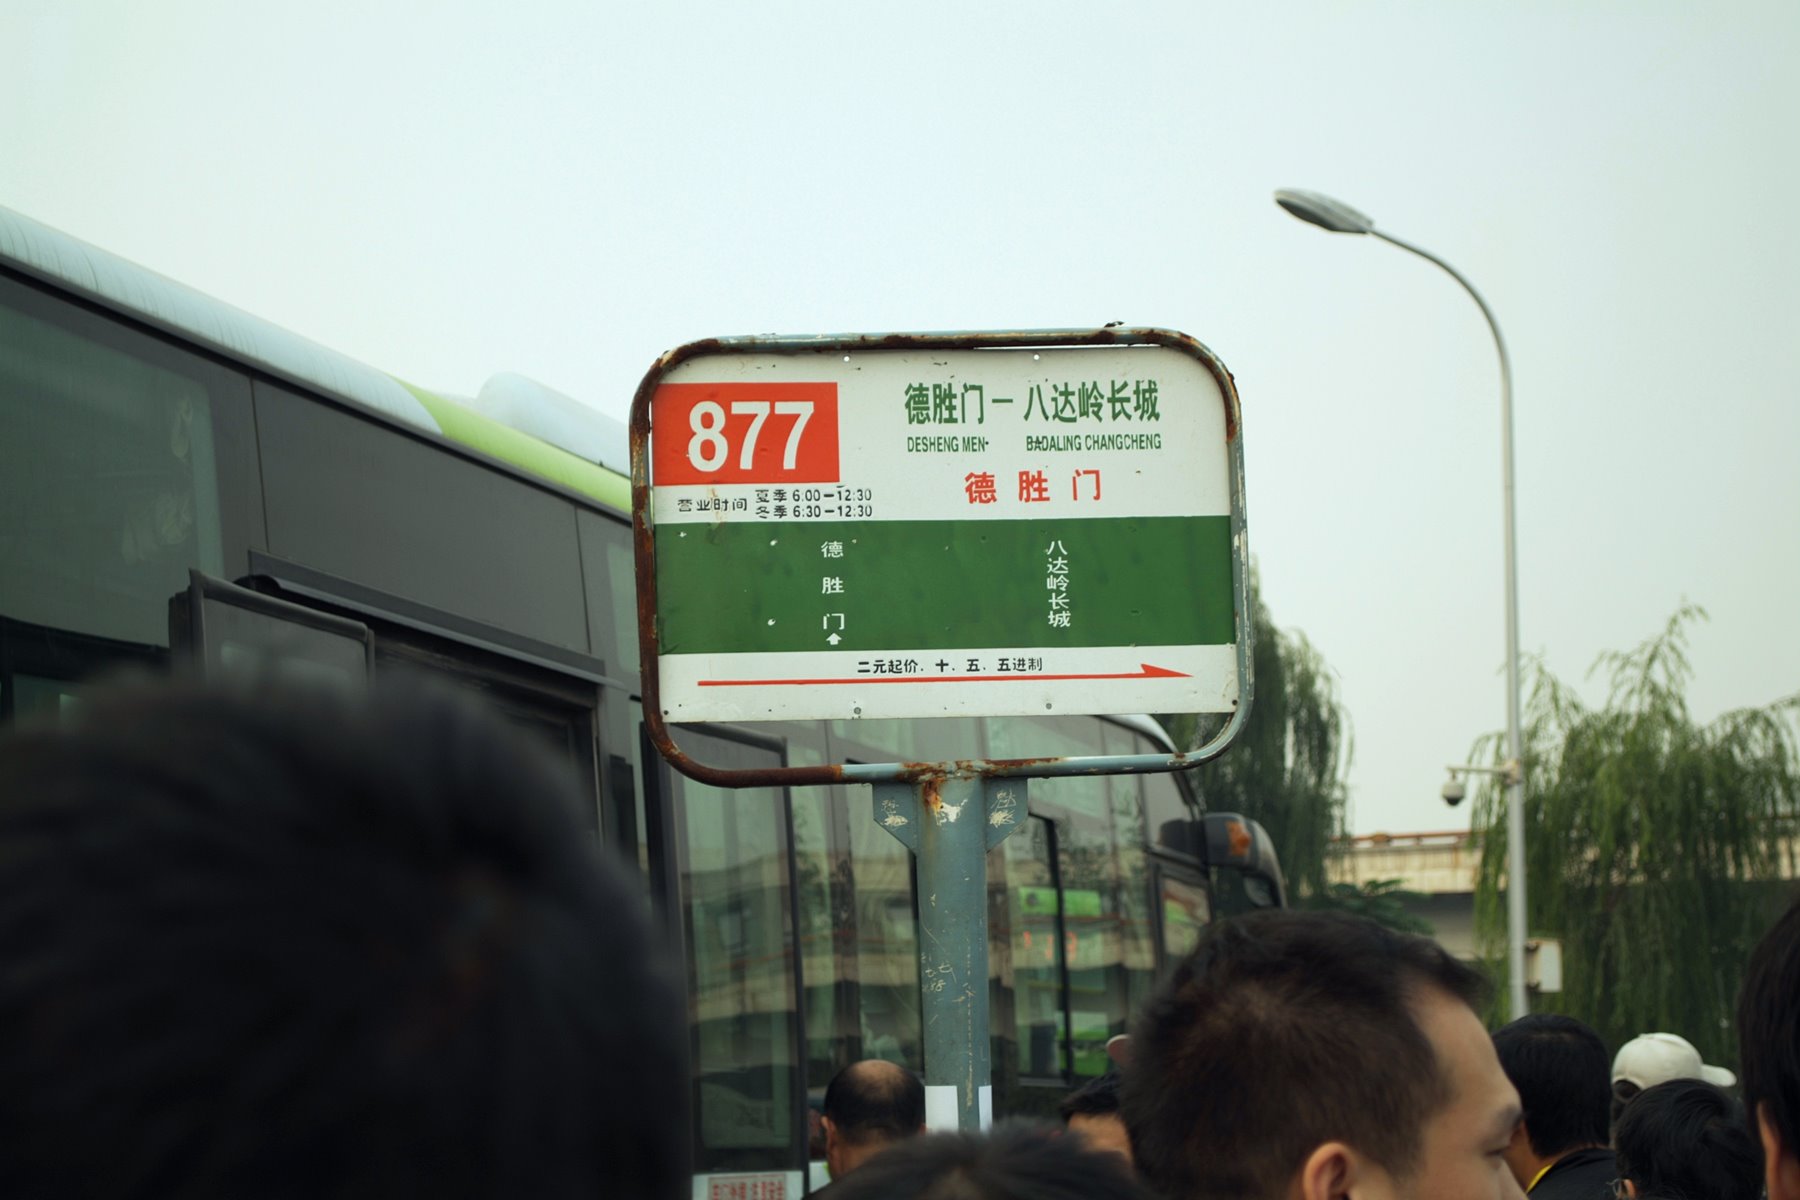 877
德胜门－八达岭长城
DESHENG MEN- BADALING CHANGCHENG
德胜门
营业时间
夏季 6:00－12:30
冬季 6:30－12:30
德胜门
八达岭长城
二元起价、十、五、五进制